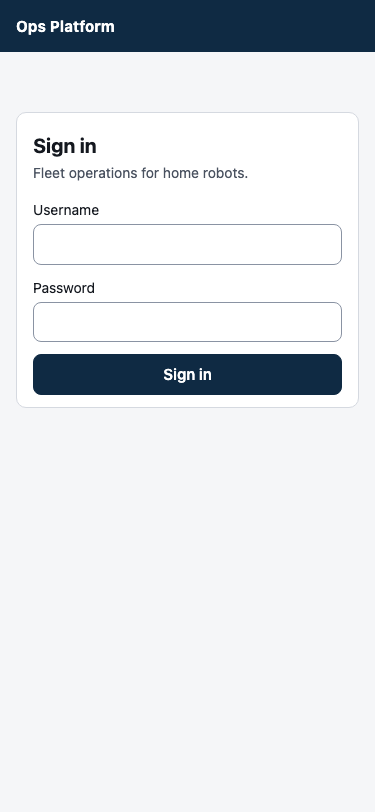 Ops Platform
Sign in
Fleet operations for home robots.
Username
Password
Sign in